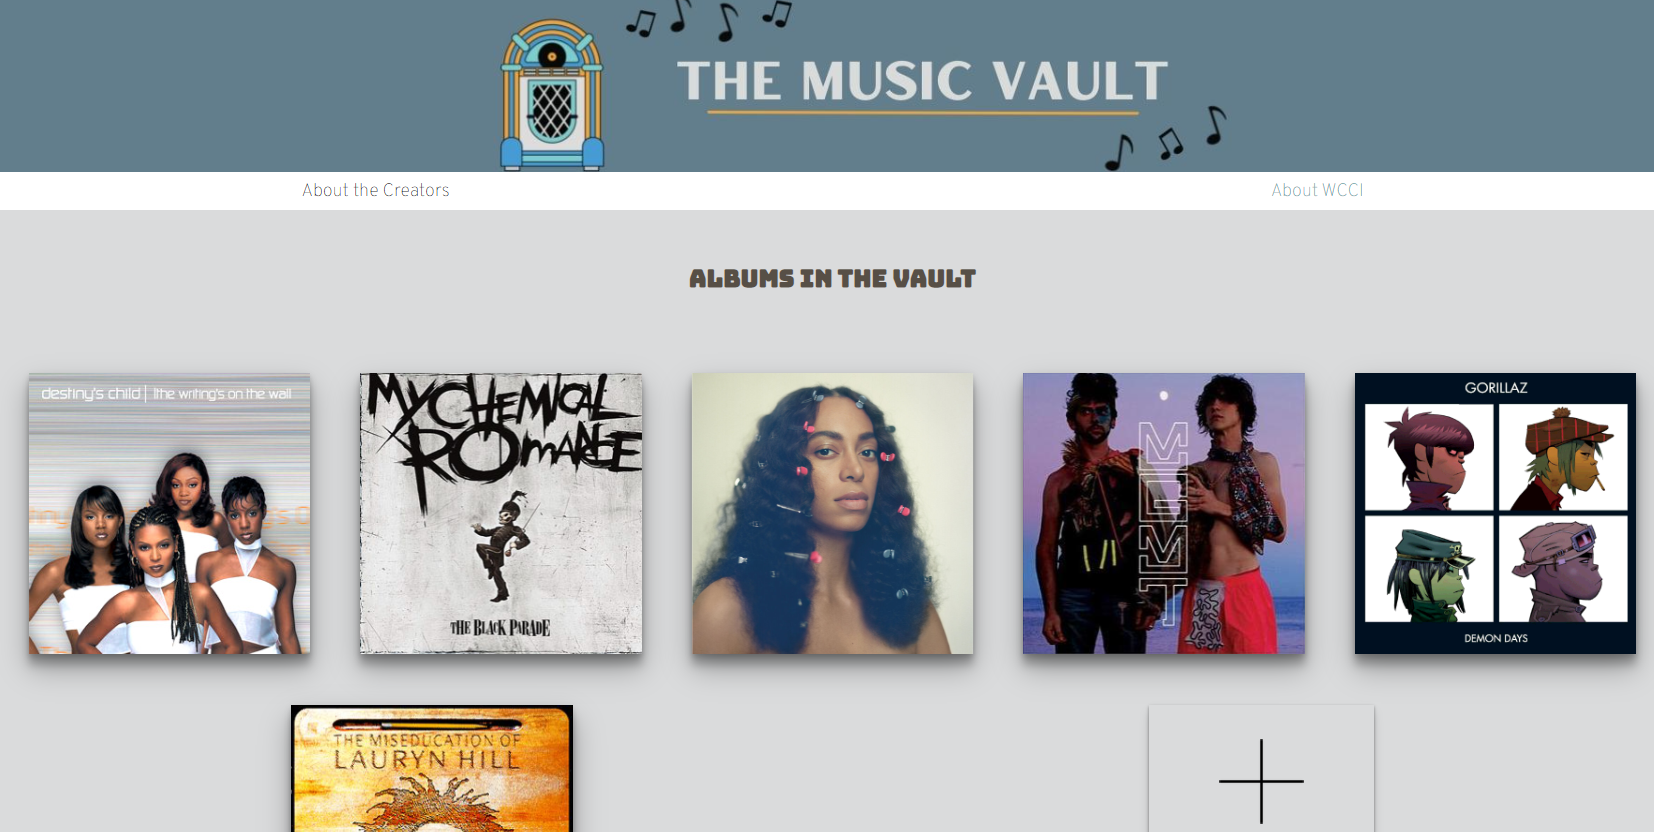 THE MUSIC VAULT
About the Creators
About WCCI
ALBUMS IN THE VAULT
destiny's child | the writing's on the wall
MY CHEMICAL
ROMANCE
THE BLACK PARADE
MGMT
GORILLAZ
DEMON DAYS
THE MISEDUCATION OF
LAURYN HILL